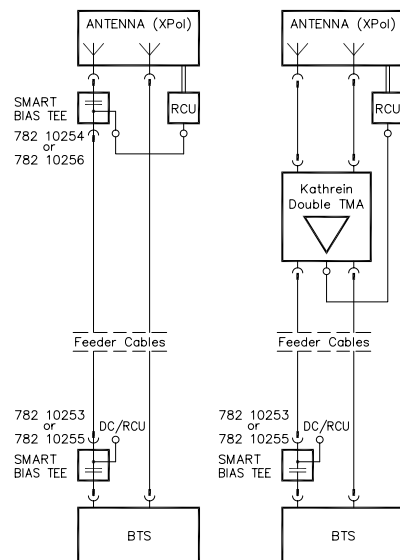 ANTENNA (XPol)
SMART
BIAS TEE
782 10254
or
782 10256
RCU
Feeder Cables
782 10253
or
782 10255
DC/RCU
SMART
BIAS TEE
BTS
ANTENNA (XPol)
RCU
Kathrein
Double TMA
Feeder Cables
782 10253
or
782 10255
DC/RCU
SMART
BIAS TEE
BTS